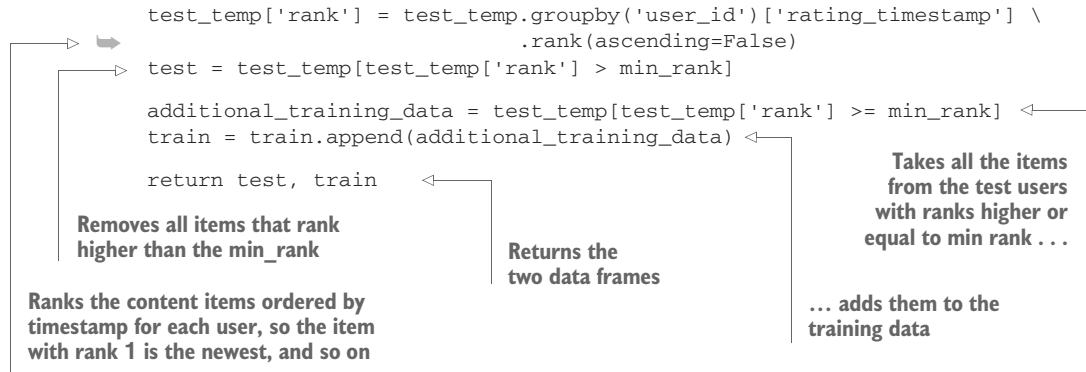 test_temp['rank'] = test_temp.groupby('user_id')['rating_timestamp'] \
.rank(ascending=False)
test = test_temp[test_temp['rank'] > min_rank]
additional_training_data = test_temp[test_temp['rank'] >= min_rank]
train = train.append(additional_training_data)
return test, train
Takes all the items
from the test users
with ranks higher or
equal to min rank . . .
Removes all items that rank
higher than the min_rank
Returns the
two data frames
Ranks the content items ordered by
timestamp for each user, so the item
with rank 1 is the newest, and so on
… adds them to the
training data